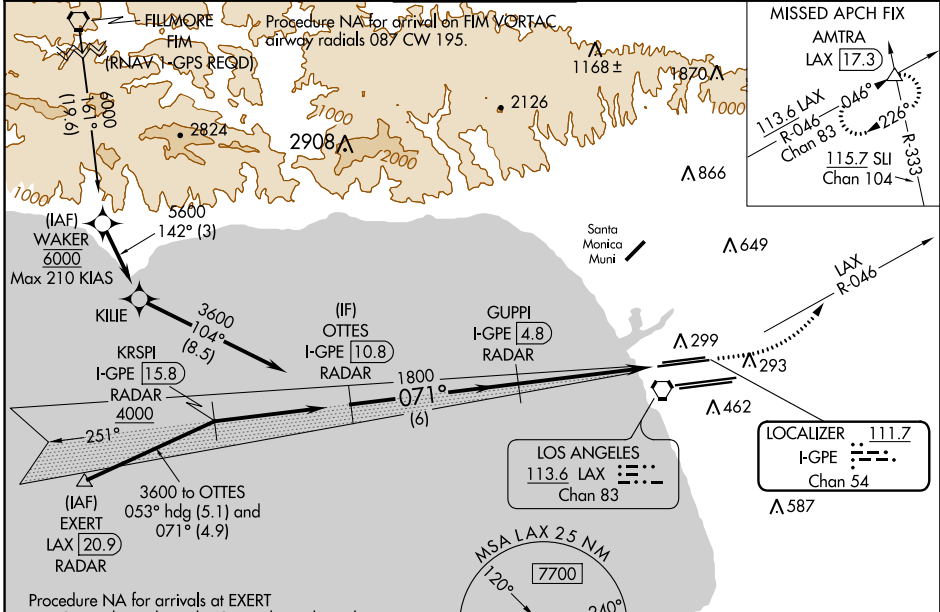 FILLMORE
FIM
(RNAV 1-GPS REQD)
Procedure NA for arrival on FIM VORTAC
airway radials 087 CW 195.
MISSED APCH FIX
AMTRA
LAX 17.3
113.6 LAX
R-046
Chan 83
046°
226°
R-333
115.7 SLI
Chan 104
6000
161°
(19.6)
1000
2824
2908
2000
2126
1168 ±
1870
1000
1000
866
649
(IAF)
WAKER
6000
Max 210 KIAS
5600
142° (3)
KILIE
3600
104°
(8.5)
Santa
Monica
Muni
LAX
R-046
KRSPI
I-GPE 15.8
RADAR
4000
(IF)
OTTES
I-GPE 10.8
RADAR
GUPPI
I-GPE 4.8
RADAR
1800
071°
(6)
251°
299
293
462
587
(IAF)
EXERT
LAX 20.9
RADAR
3600 to OTTES
053° hdg (5.1) and
071° (4.9)
LOS ANGELES
113.6 LAX
Chan 83
LOCALIZER 111.7
I-GPE
Chan 54
MSA LAX 25 NM
7700
120°
240°
Procedure NA for arrivals at EXERT